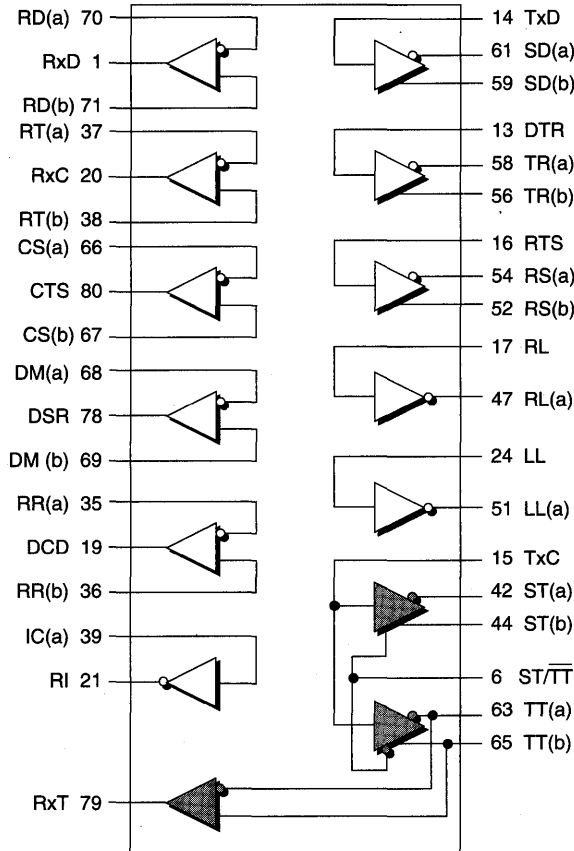 RD(a) 70
RxD 1
RD(b) 71
RT(a) 37
RxC 20
RT(b) 38
CS(a) 66
CTS 80
CS(b) 67
DM(a) 68
DSR 78
DM (b) 69
RR(a) 35
DCD 19
RR(b) 36
IC(a) 39
RI 21
RxT 79
14 TxD
61 SD(a)
59 SD(b)
13 DTR
58 TR(a)
56 TR(b)
16 RTS
54 RS(a)
52 RS(b)
17 RL
47 RL(a)
24 LL
51 LL(a)
15 TxC
42 ST(a)
44 ST(b)
6 ST/T̅T̅
63 TT(a)
65 TT(b)